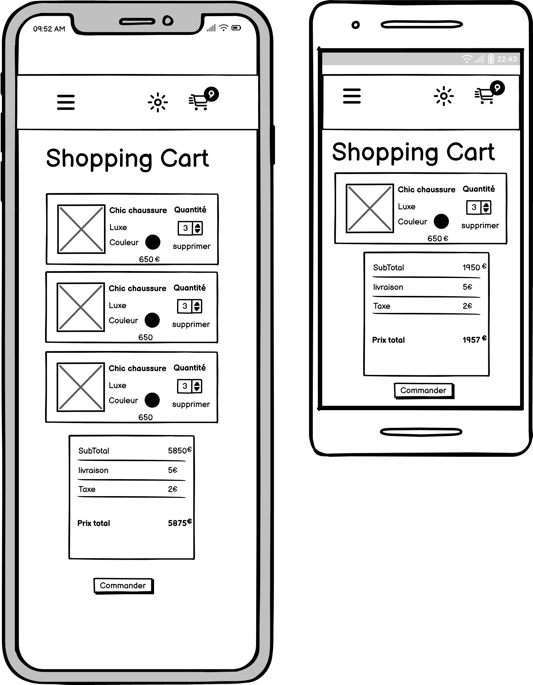 09:52 AM
9
Shopping Cart
Chic chaussure Quantité
Luxe 3
Couleur
supprimer
650 €
Chic chaussure Quantité
Luxe 3
Couleur
supprimer
650
Chic chaussure Quantité
Luxe 3
Couleur
supprimer
650
SubTotal 5850€
livraison 5€
Taxe 2€
Prix total 5875€
Commander
22:43
9
Shopping Cart
Chic chaussure Quantité
Luxe 3
Couleur
supprimer
650 €
SubTotal 1950 €
livraison 5€
Taxe 2€
Prix total 1957 €
Commander